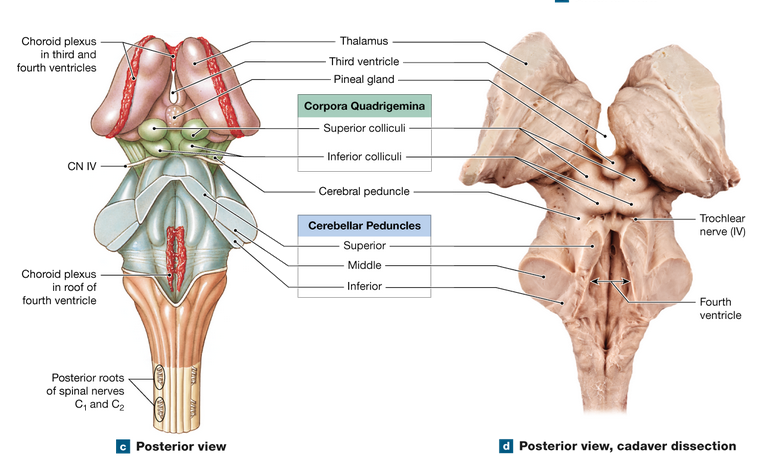 Choroid plexus
in third and
fourth ventricles
CN IV
Choroid plexus
in roof of
fourth ventricle
Posterior roots
of spinal nerves
C1 and C2
Thalamus
Third ventricle
Pineal gland
Corpora Quadrigemina
Superior colliculi
Inferior colliculi
Cerebral peduncle
Cerebellar Peduncles
Superior
Middle
Inferior
Trochlear
nerve (IV)
Fourth
ventricle
c Posterior view
d Posterior view, cadaver dissection